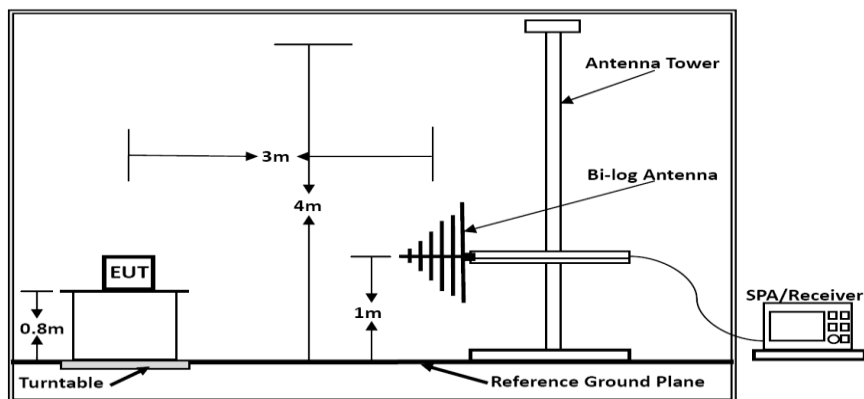 Antenna Tower
3m
Bi-log Antenna
4m
EUT
SPA/Receiver
0.8m
1m
Turntable
Reference Ground Plane